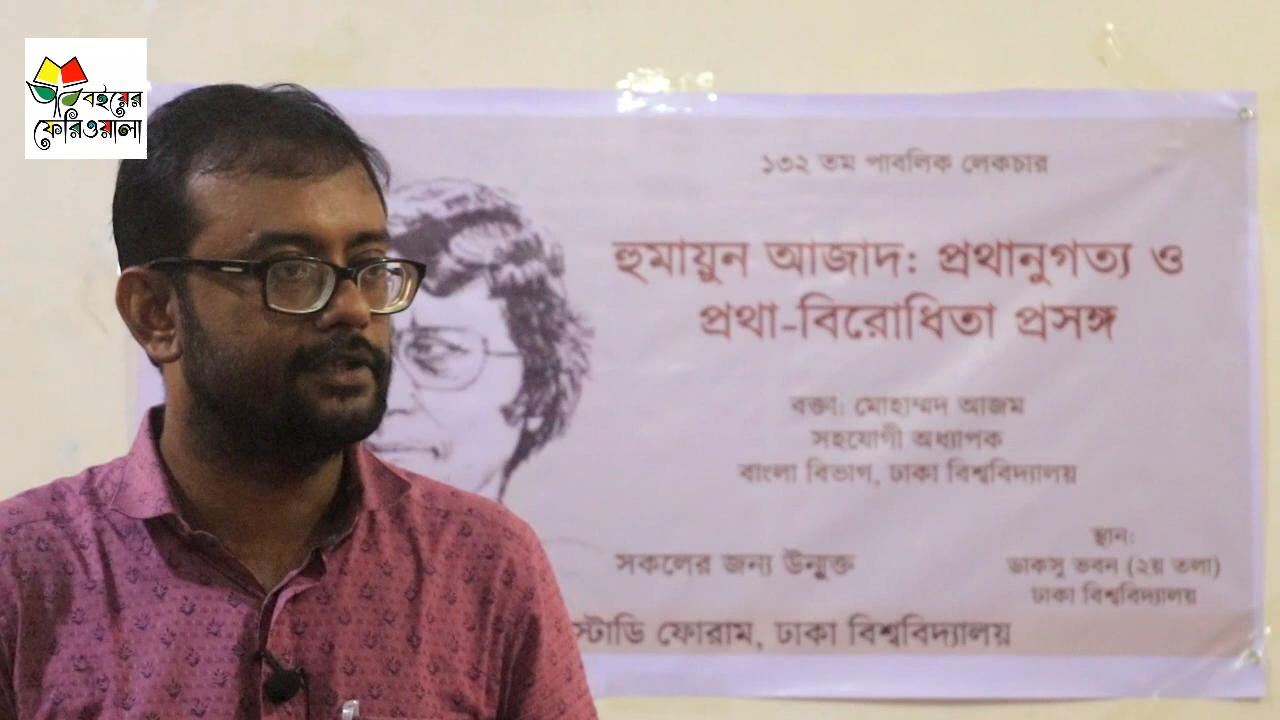 বইয়ের
ফেরিওয়ালা
১৩২ তম পাবলিক লেকচার
হুমায়ুন আজাদ: প্রথানুগত্য ও
প্রথা-বিরোধিতা প্রসঙ্গ
বক্তা: মোহাম্মদ আজম
সহযোগী অধ্যাপক
বাংলা বিভাগ, ঢাকা বিশ্ববিদ্যালয়
সকলের জন্য উন্মুক্ত
স্থান:
ডাকসু ভবন (২য় তলা)
ঢাকা বিশ্ববিদ্যালয়
স্টাডি ফোরাম, ঢাকা বিশ্ববিদ্যালয়